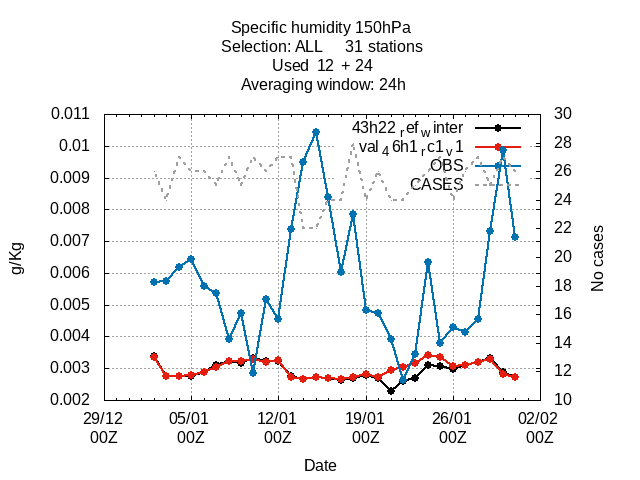 Specific humidity 150hPa
Selection: ALL 31 stations
Used 12 + 24
Averaging window: 24h
0.011 30
43h22_ref_winter
28
0.01
val_46h1_rc1_v1
OBS
26
0.009
CASES
24
0.008
22
0.007
20
0.006
18
0.005
16
0.004
14
0.003
12
0.002 10
g/Kg
No cases
29/12 05/01 12/01 19/01 26/01 02/02
00Z 00Z 00Z 00Z 00Z 00Z
Date